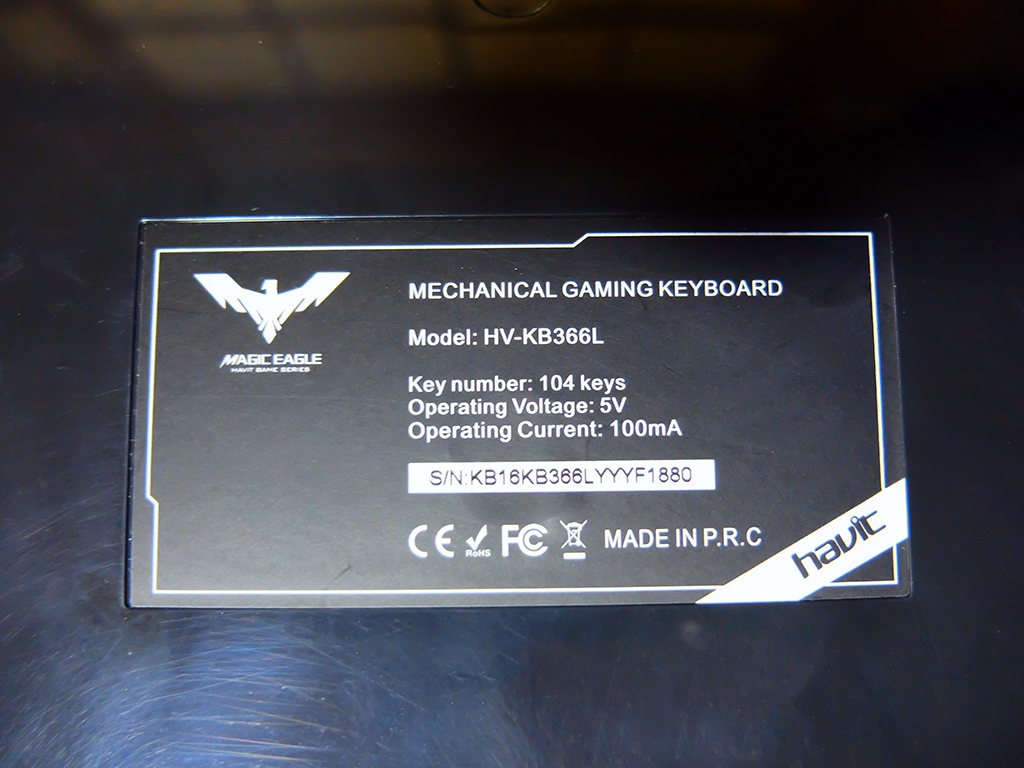 MAGIC EAGLE
HAVIT GAME SERIES
MECHANICAL GAMING KEYBOARD
Model: HV-KB366L
Key number: 104 keys
Operating Voltage: 5V
Operating Current: 100mA
S/N:KB16KB366LYYYF1880
CE RoHS FC MADE IN P.R.C
havit